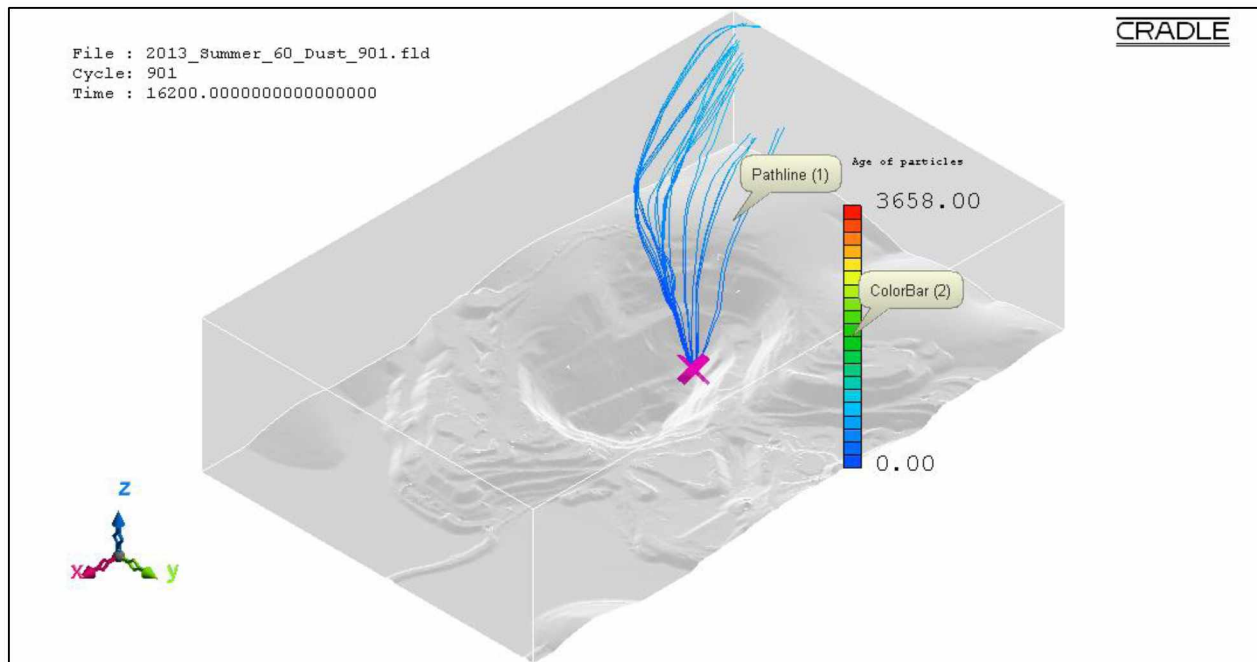 File : 2013_Summer_60_Dust_901.fld
Cycle: 901
Time : 16200.0000000000000000
CRADLE
Age of particles
Pathline (1)
3658.00
ColorBar (2)
0.00
z
x
y